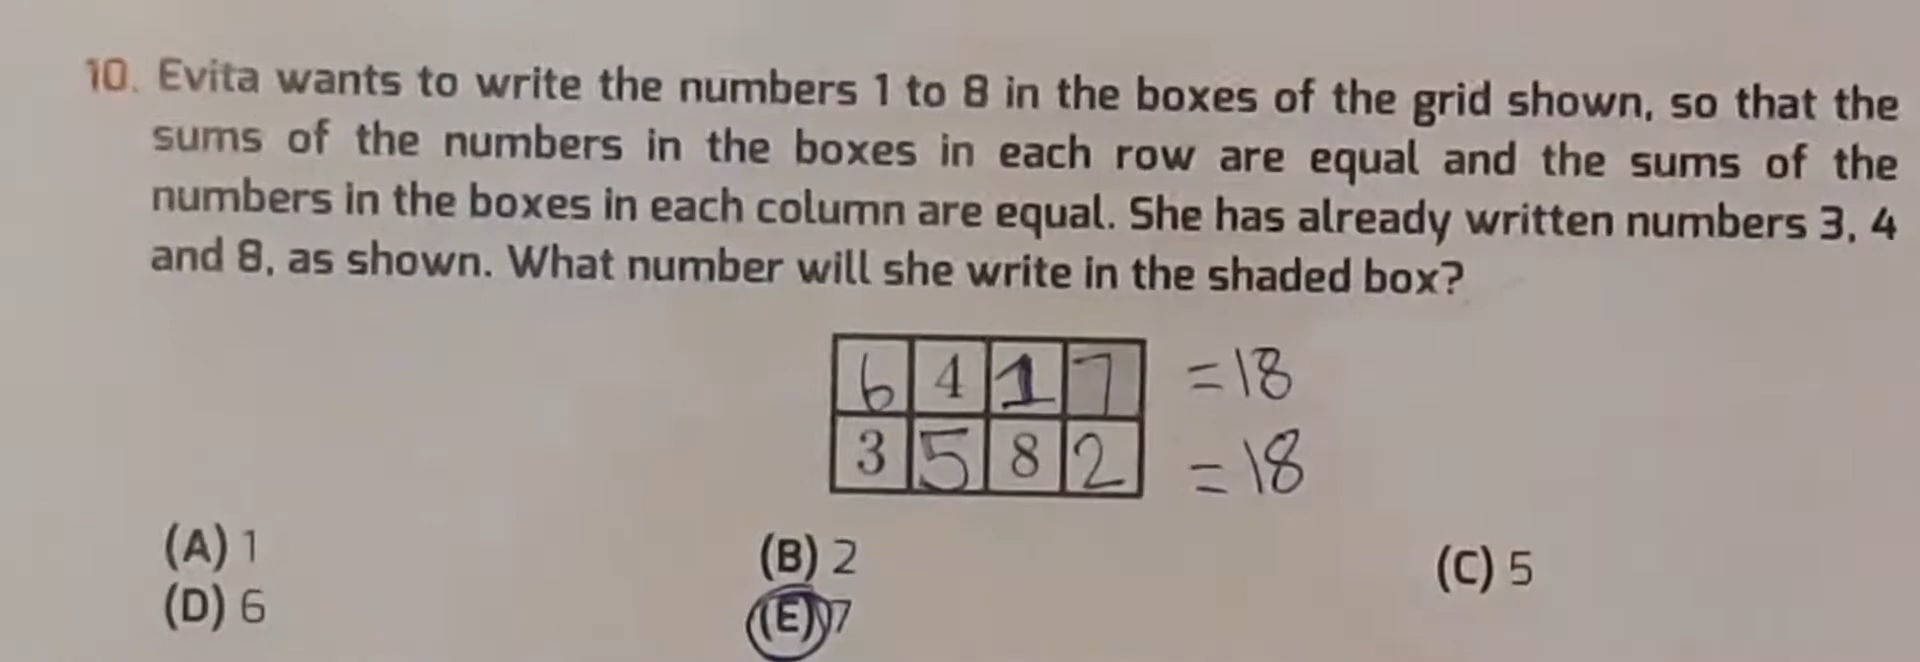 10. Evita wants to write the numbers 1 to 8 in the boxes of the grid shown, so that the
sums of the numbers in the boxes in each row are equal and the sums of the
numbers in the boxes in each column are equal. She has already written numbers 3, 4
and 8, as shown. What number will she write in the shaded box?
6 4 1 7 = 18
3 5 8 2 = 18
(A) 1 (B) 2 (C) 5
(D) 6 (E) 7